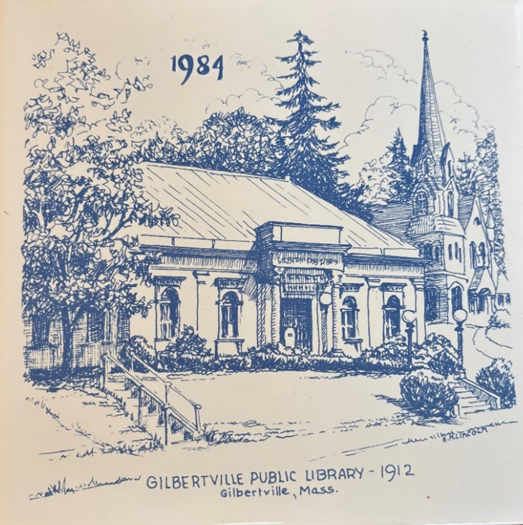 1984
GILBERTVILLE PUBLIC LIBRARY - 1912
Gilbertville, Mass.